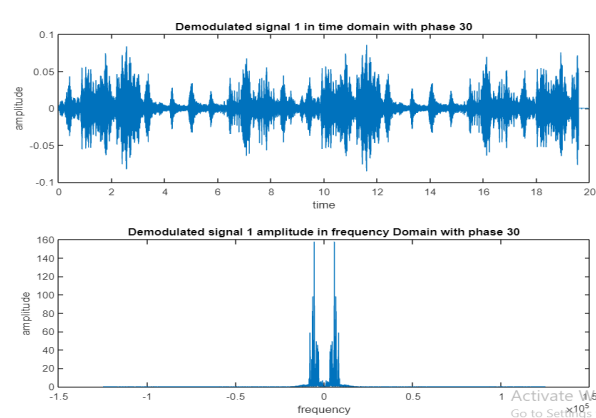 Demodulated signal 1 in time domain with phase 30
0.1
0.05
0
-0.05
-0.1
amplitude
0 2 4 6 8 10 12 14 16 18 20
time
Demodulated signal 1 amplitude in frequency Domain with phase 30
160
140
120
100
80
60
40
20
0
amplitude
-1.5 -1 -0.5 0 0.5 1 1.5
×10⁵
frequency
Activate W
Go to Settings